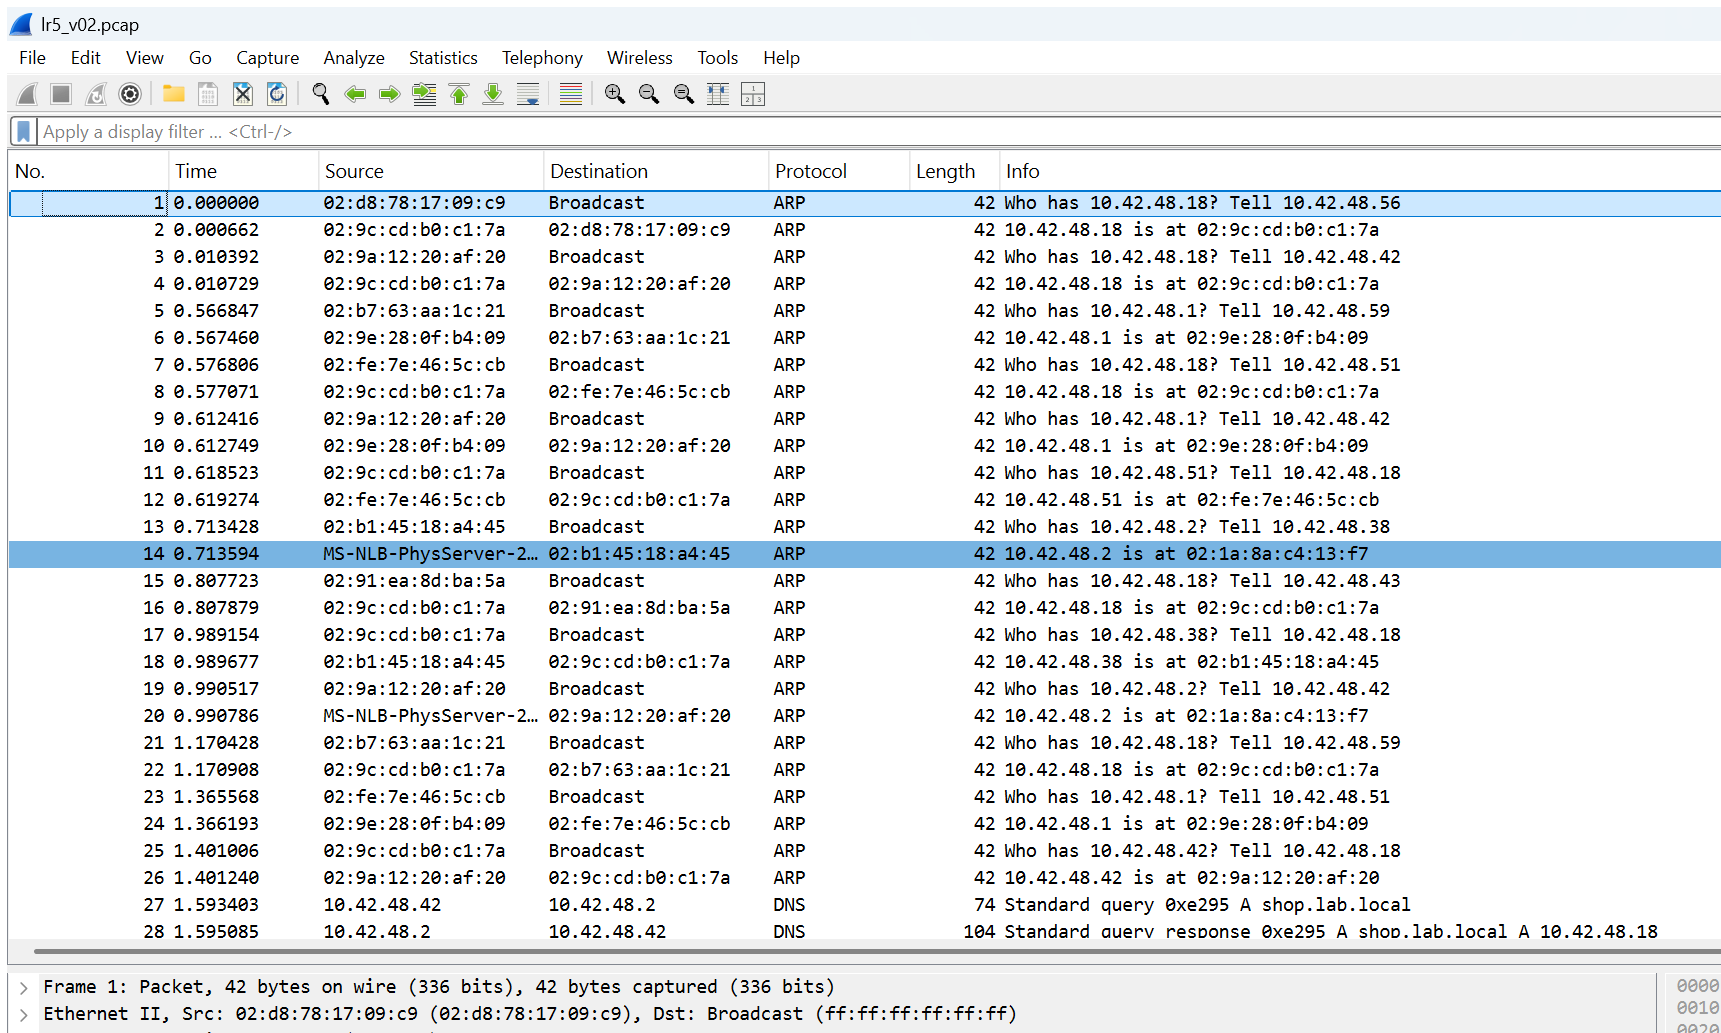 lr5_v02.pcap
File Edit View Go Capture Analyze Statistics Telephony Wireless Tools Help
Apply a display filter ... <Ctrl-/>
No. Time Source Destination Protocol Length Info
1 0.000000 02:d8:78:17:09:c9 Broadcast ARP 42 Who has 10.42.48.18? Tell 10.42.48.56
2 0.000662 02:9c:cd:b0:c1:7a 02:d8:78:17:09:c9 ARP 42 10.42.48.18 is at 02:9c:cd:b0:c1:7a
3 0.010392 02:9a:12:20:af:20 Broadcast ARP 42 Who has 10.42.48.18? Tell 10.42.48.42
4 0.010729 02:9c:cd:b0:c1:7a 02:9a:12:20:af:20 ARP 42 10.42.48.18 is at 02:9c:cd:b0:c1:7a
5 0.566847 02:b7:63:aa:1c:21 Broadcast ARP 42 Who has 10.42.48.1? Tell 10.42.48.59
6 0.567460 02:9e:28:0f:b4:09 02:b7:63:aa:1c:21 ARP 42 10.42.48.1 is at 02:9e:28:0f:b4:09
7 0.576806 02:fe:7e:46:5c:cb Broadcast ARP 42 Who has 10.42.48.18? Tell 10.42.48.51
8 0.577071 02:9c:cd:b0:c1:7a 02:fe:7e:46:5c:cb ARP 42 10.42.48.18 is at 02:9c:cd:b0:c1:7a
9 0.612416 02:9a:12:20:af:20 Broadcast ARP 42 Who has 10.42.48.1? Tell 10.42.48.42
10 0.612749 02:9e:28:0f:b4:09 02:9a:12:20:af:20 ARP 42 10.42.48.1 is at 02:9e:28:0f:b4:09
11 0.618523 02:9c:cd:b0:c1:7a Broadcast ARP 42 Who has 10.42.48.51? Tell 10.42.48.18
12 0.619274 02:fe:7e:46:5c:cb 02:9c:cd:b0:c1:7a ARP 42 10.42.48.51 is at 02:fe:7e:46:5c:cb
13 0.713428 02:b1:45:18:a4:45 Broadcast ARP 42 Who has 10.42.48.2? Tell 10.42.48.38
14 0.713594 MS-NLB-PhysServer-2… 02:b1:45:18:a4:45 ARP 42 10.42.48.2 is at 02:1a:8a:c4:13:f7
15 0.807723 02:91:ea:8d:ba:5a Broadcast ARP 42 Who has 10.42.48.18? Tell 10.42.48.43
16 0.807879 02:9c:cd:b0:c1:7a 02:91:ea:8d:ba:5a ARP 42 10.42.48.18 is at 02:9c:cd:b0:c1:7a
17 0.989154 02:9c:cd:b0:c1:7a Broadcast ARP 42 Who has 10.42.48.38? Tell 10.42.48.18
18 0.989677 02:b1:45:18:a4:45 02:9c:cd:b0:c1:7a ARP 42 10.42.48.38 is at 02:b1:45:18:a4:45
19 0.990517 02:9a:12:20:af:20 Broadcast ARP 42 Who has 10.42.48.2? Tell 10.42.48.42
20 0.990786 MS-NLB-PhysServer-2… 02:9a:12:20:af:20 ARP 42 10.42.48.2 is at 02:1a:8a:c4:13:f7
21 1.170428 02:b7:63:aa:1c:21 Broadcast ARP 42 Who has 10.42.48.18? Tell 10.42.48.59
22 1.170908 02:9c:cd:b0:c1:7a 02:b7:63:aa:1c:21 ARP 42 10.42.48.18 is at 02:9c:cd:b0:c1:7a
23 1.365568 02:fe:7e:46:5c:cb Broadcast ARP 42 Who has 10.42.48.1? Tell 10.42.48.51
24 1.366193 02:9e:28:0f:b4:09 02:fe:7e:46:5c:cb ARP 42 10.42.48.1 is at 02:9e:28:0f:b4:09
25 1.401006 02:9c:cd:b0:c1:7a Broadcast ARP 42 Who has 10.42.48.42? Tell 10.42.48.18
26 1.401240 02:9a:12:20:af:20 02:9c:cd:b0:c1:7a ARP 42 10.42.48.42 is at 02:9a:12:20:af:20
27 1.593403 10.42.48.42 10.42.48.2 DNS 74 Standard query 0xe295 A shop.lab.local
28 1.595085 10.42.48.2 10.42.48.42 DNS 104 Standard query response 0xe295 A shop.lab.local A 10.42.48.18
Frame 1: Packet, 42 bytes on wire (336 bits), 42 bytes captured (336 bits) 0000
Ethernet II, Src: 02:d8:78:17:09:c9 (02:d8:78:17:09:c9), Dst: Broadcast (ff:ff:ff:ff:ff:ff) 0010
0020